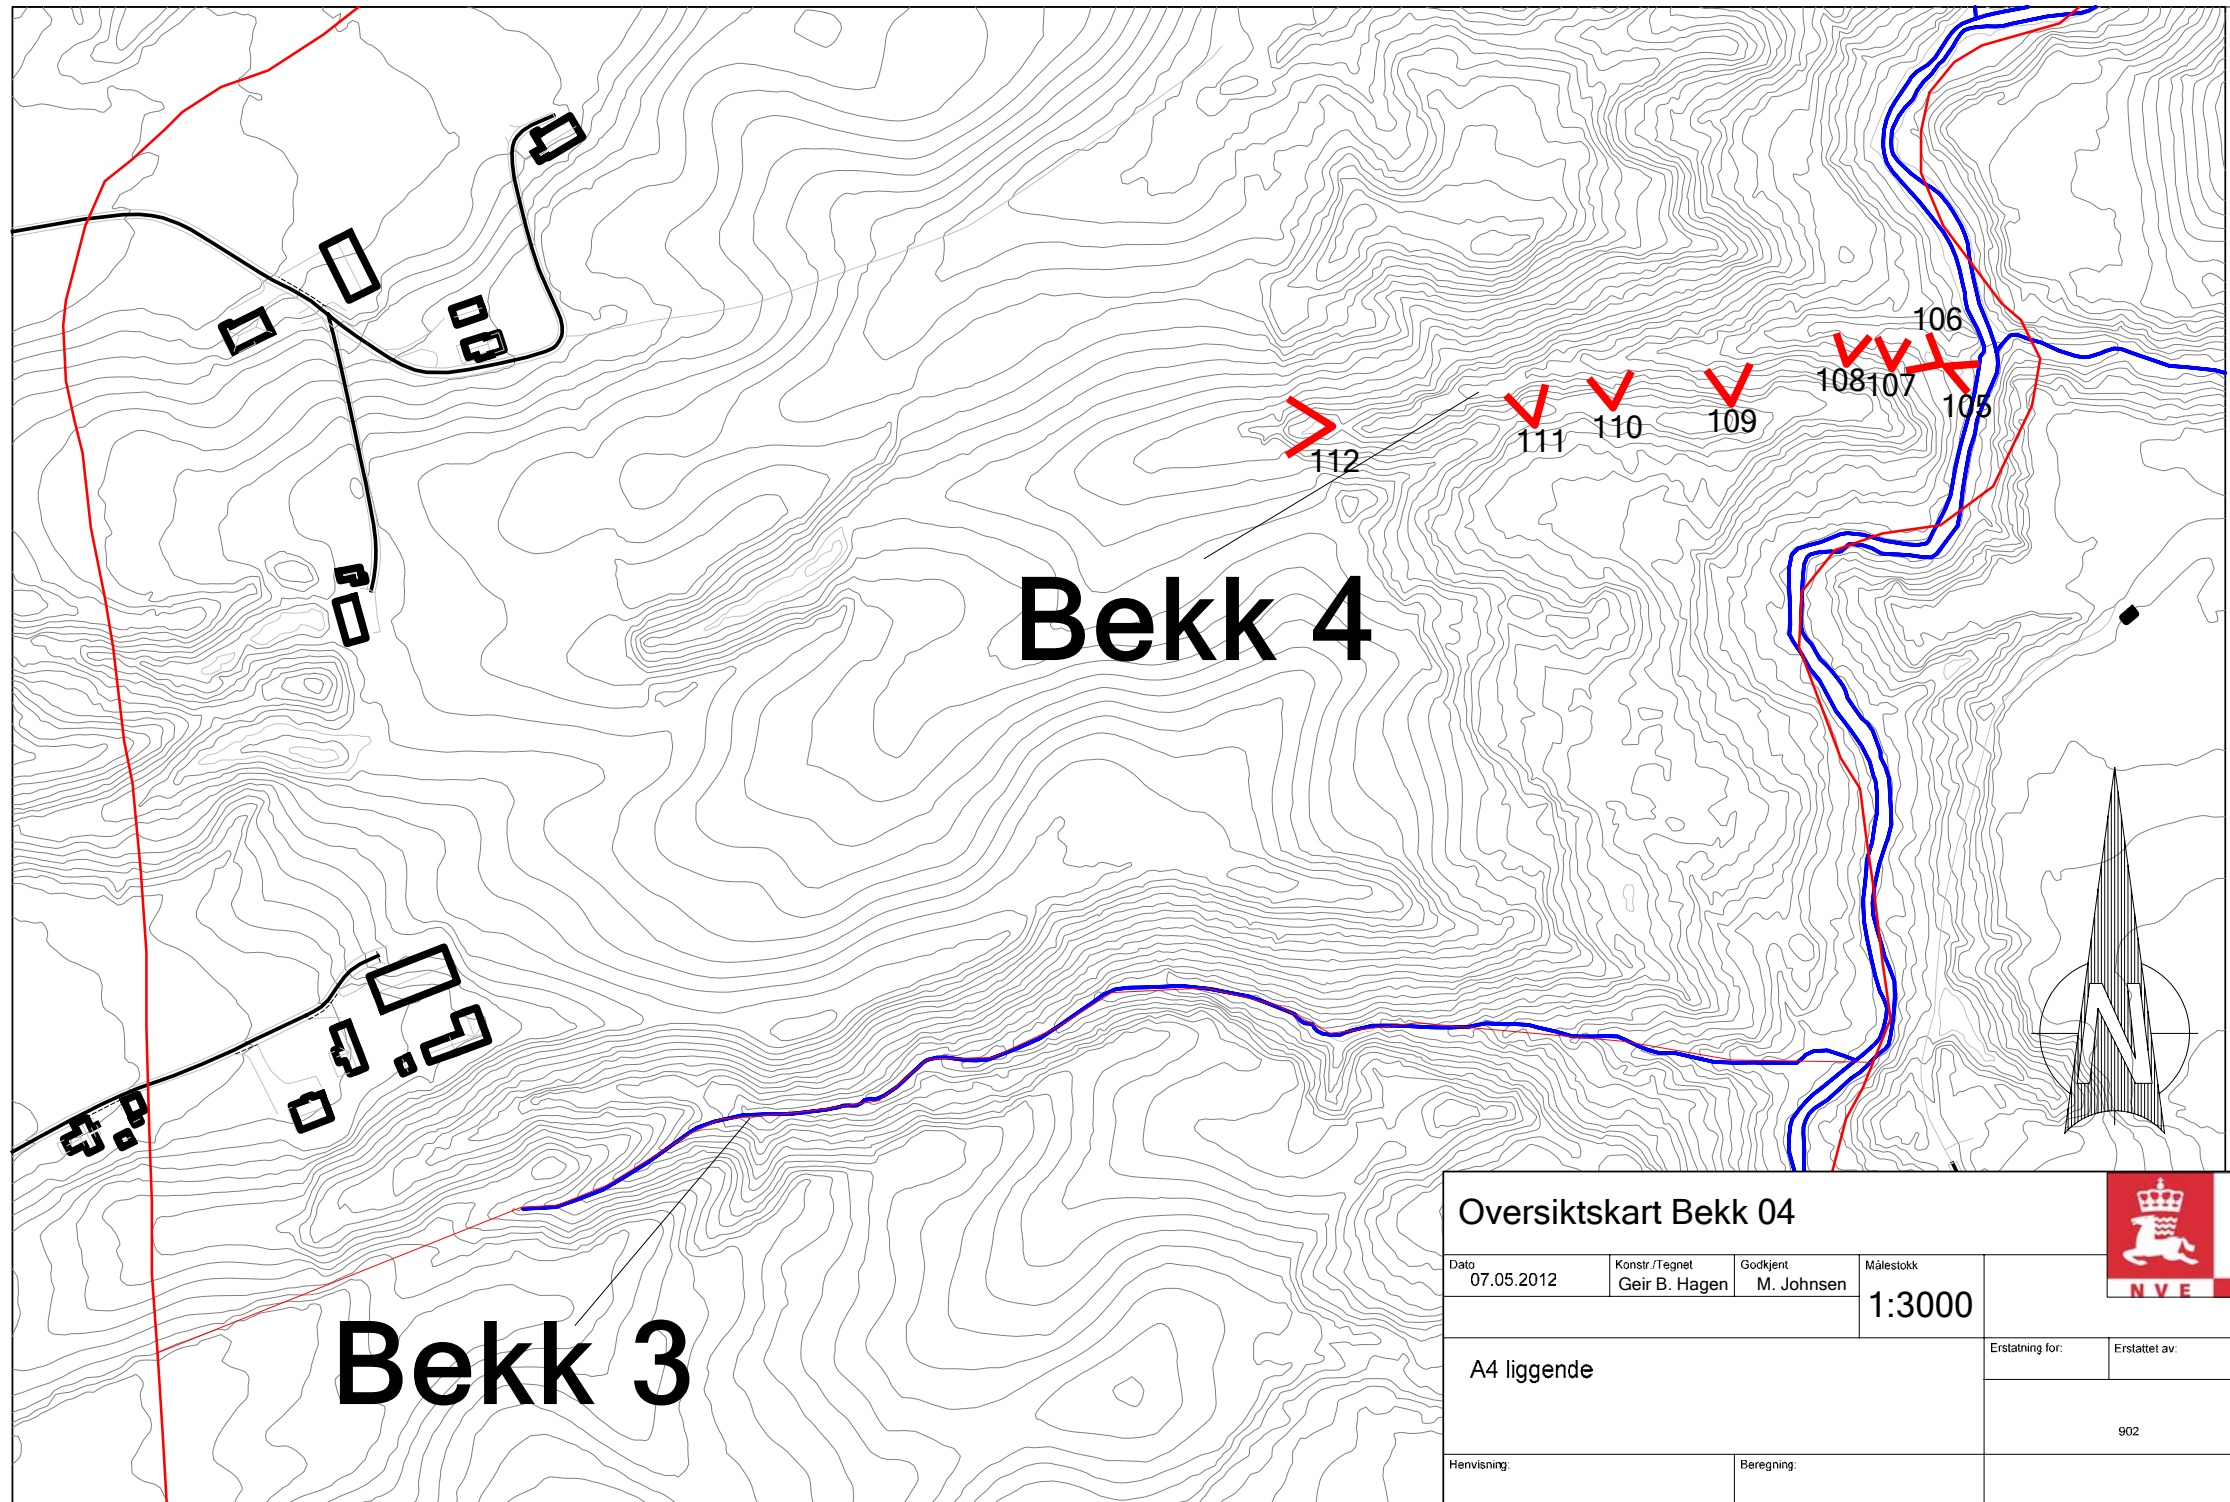 106
108
107
105
109
110
111
112
Bekk 4
N
Bekk 3
Oversiktskart Bekk 04
NVE
Dato
07.05.2012
Konstr./Tegnet
Geir B. Hagen
Godkjent
M. Johnsen
Målestokk
1:3000
A4 liggende
Erstatning for:
Erstattet av:
902
Henvisning:
Beregning: